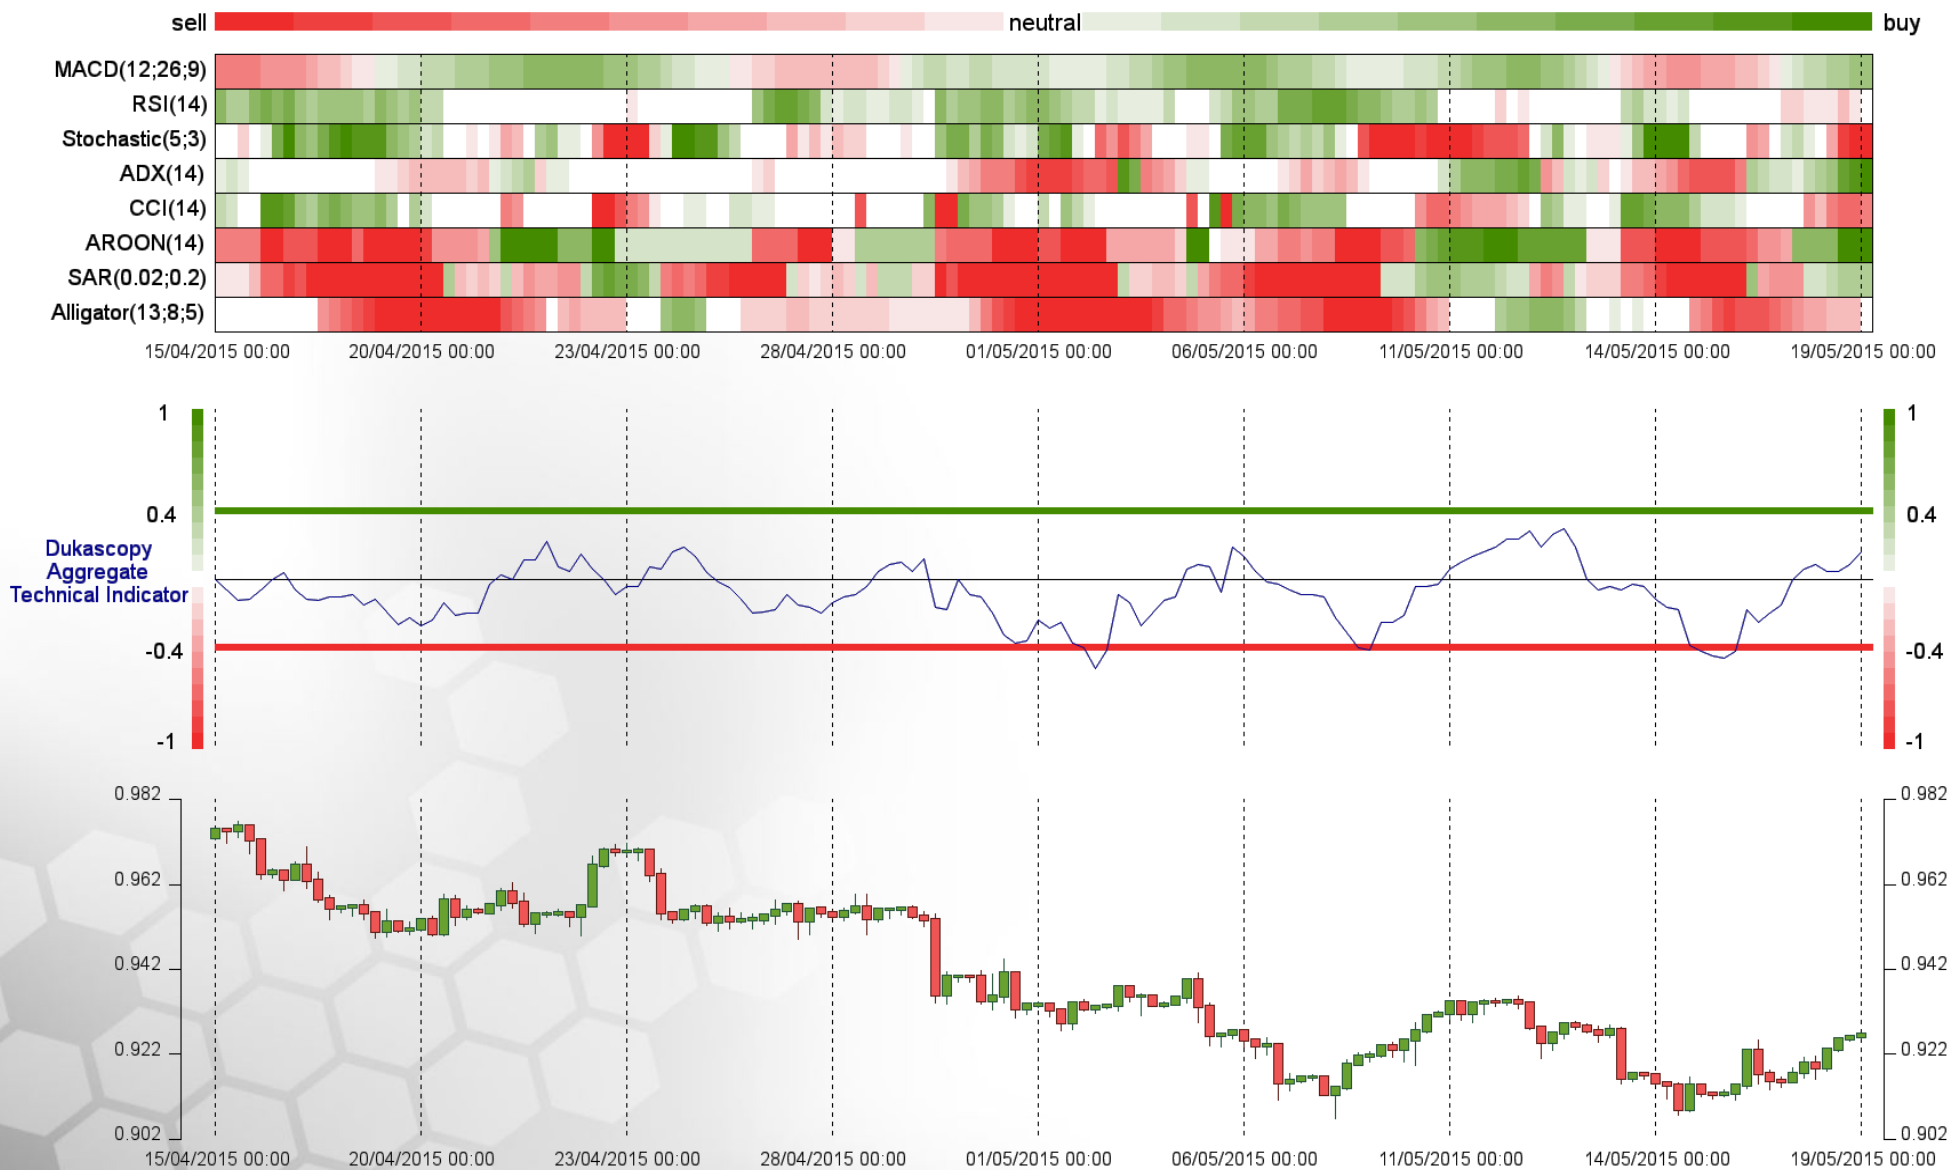 sell neutral buy
MACD(12;26;9)
RSI(14)
Stochastic(5;3)
ADX(14)
CCI(14)
AROON(14)
SAR(0.02;0.2)
Alligator(13;8;5)
15/04/2015 00:00 20/04/2015 00:00 23/04/2015 00:00 28/04/2015 00:00 01/05/2015 00:00 06/05/2015 00:00 11/05/2015 00:00 14/05/2015 00:00 19/05/2015 00:00
1 1
0.4 0.4
Dukascopy
Aggregate
Technical Indicator
-0.4 -0.4
-1 -1
0.982 0.982
0.962 0.962
0.942 0.942
0.922 0.922
0.902 0.902
15/04/2015 00:00 20/04/2015 00:00 23/04/2015 00:00 28/04/2015 00:00 01/05/2015 00:00 06/05/2015 00:00 11/05/2015 00:00 14/05/2015 00:00 19/05/2015 00:00